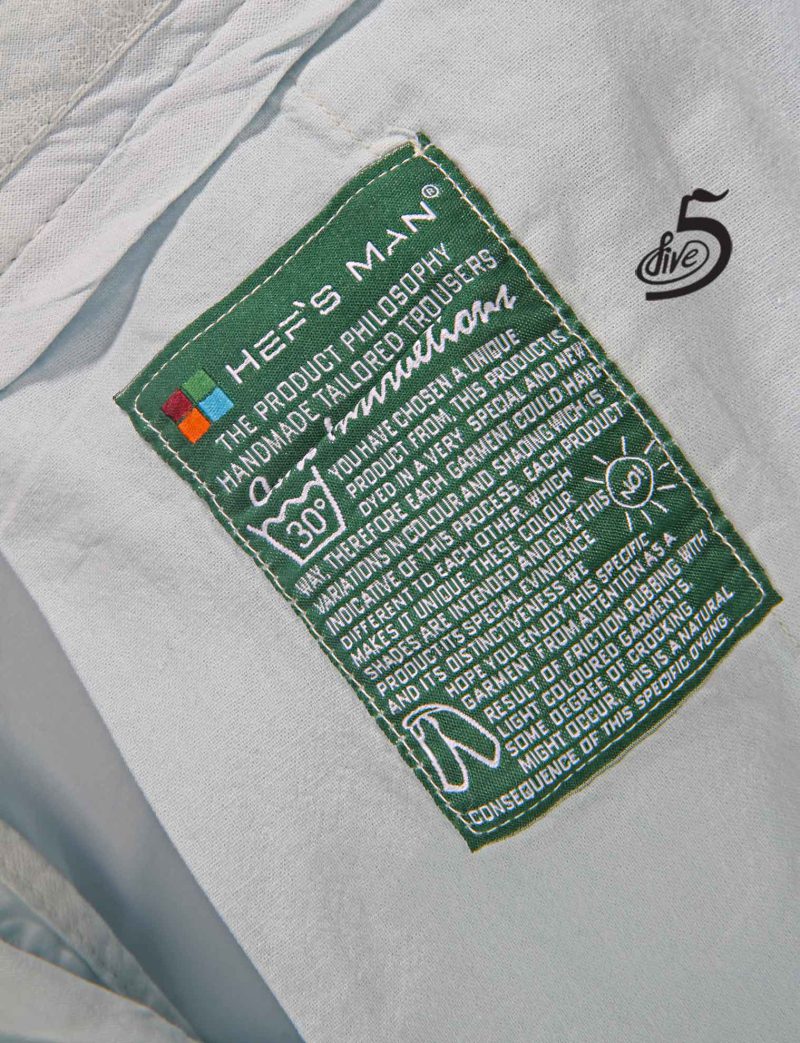 HEF'S MAN®
THE PRODUCT PHILOSOPHY
HANDMADE TAILORED TROUSERS
30°
YOU HAVE CHOSEN A UNIQUE
PRODUCT FROM. THIS PRODUCT IS
DYED IN A VERY SPECIAL AND NEW
WAY. THEREFORE EACH GARMENT COULD HAVE
VARIATIONS IN COLOUR AND SHADING WICH IS
INDICATIVE OF THIS PROCESS. EACH PRODUCT
DIFFERENT TO EACH OTHER. WHICH
MAKES IT UNIQUE. THESE COLOUR
SHADES ARE INTENDED AND GIVE THIS
PRODUCT ITS SPECIAL EVINDENCE
AND ITS DISTINCTIVENESS. WE
NO!
HOPE YOU ENJOY THIS SPECIFIC
GARMENT FROM ATTENTION AS A
RESULT OF FRICTION-RUBBING WITH
LIGHT COLOURED GARMENTS
SOME DEGREE OF CROCKING
MIGHT OCCUR. THIS IS A NATURAL
CONSEQUENCE OF THIS SPECIFIC DYEING
5
five